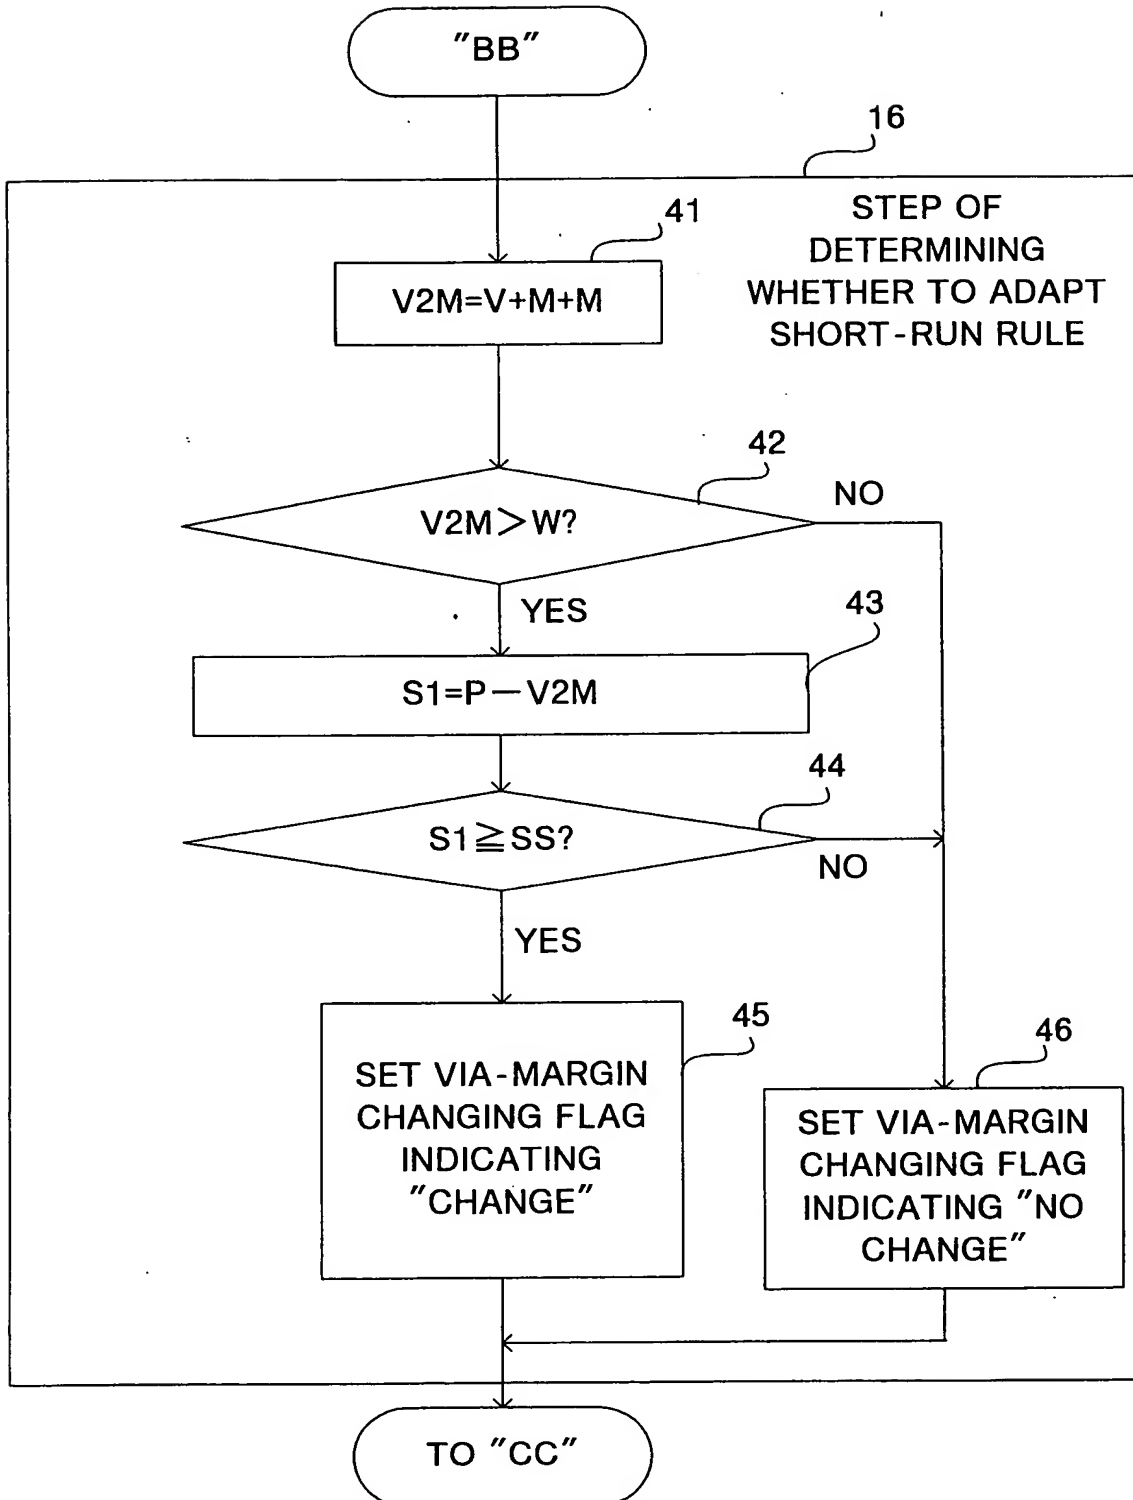 "BB"
16
STEP OF
DETERMINING
WHETHER TO ADAPT
SHORT-RUN RULE
41
V2M=V+M+M
42
V2M＞W?
NO
YES
43
S1=P－V2M
44
S1≧SS?
NO
YES
45
SET VIA-MARGIN
CHANGING FLAG
INDICATING
"CHANGE"
46
SET VIA-MARGIN
CHANGING FLAG
INDICATING "NO
CHANGE"
TO "CC"